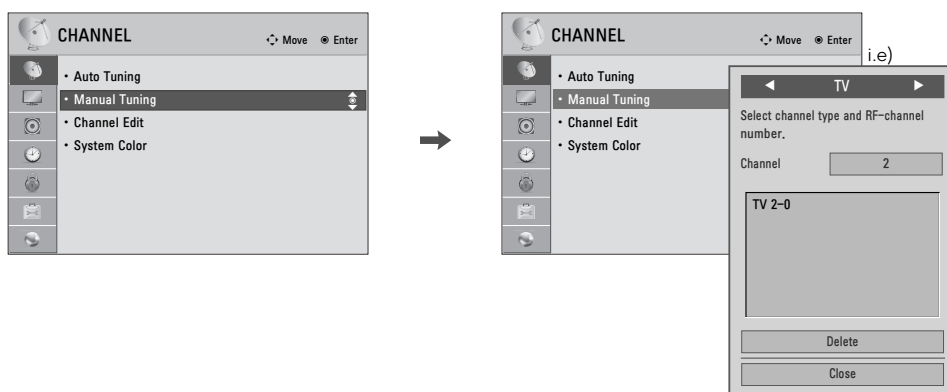 CHANNEL
Move
Enter
• Auto Tuning
• Manual Tuning
• Channel Edit
• System Color
CHANNEL
Move
Enter
i.e)
• Auto Tuning
• Manual Tuning
• Channel Edit
• System Color
TV
Select channel type and RF-channel
number.
Channel
2
TV 2-0
Delete
Close